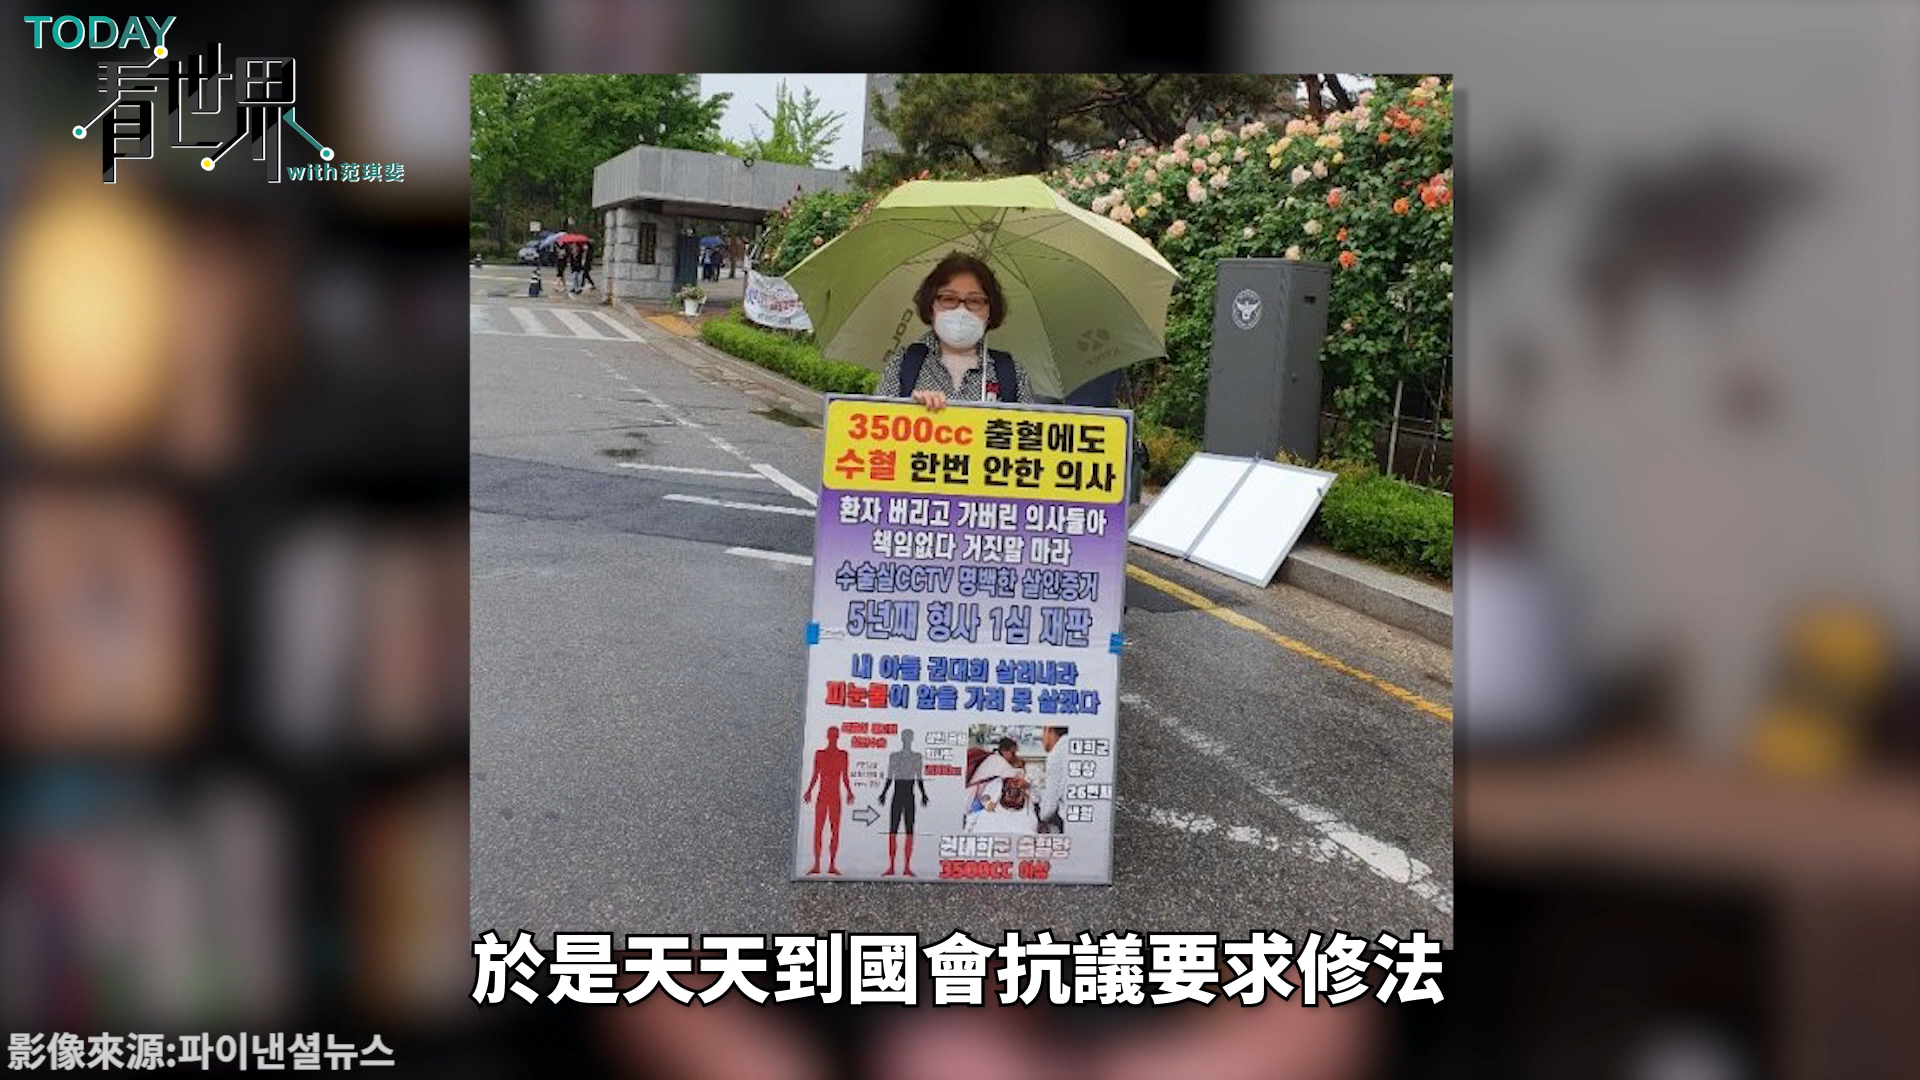 TODAY
看世界
with范琪斐
3500cc 출혈에도
수혈 한번 안한 의사
환자 버리고 가버린 의사들아
책임없다 거짓말 마라
수술실CCTV 명백한 살인증거
5년째 형사 1심 재판
내 아들 권대희 살려내라
피눈물이 앞을 가려 못 살겠다
대희군
권대희군 출혈량
3500cc 이상
於是天天到國會抗議要求修法
影像來源:파이낸셜뉴스